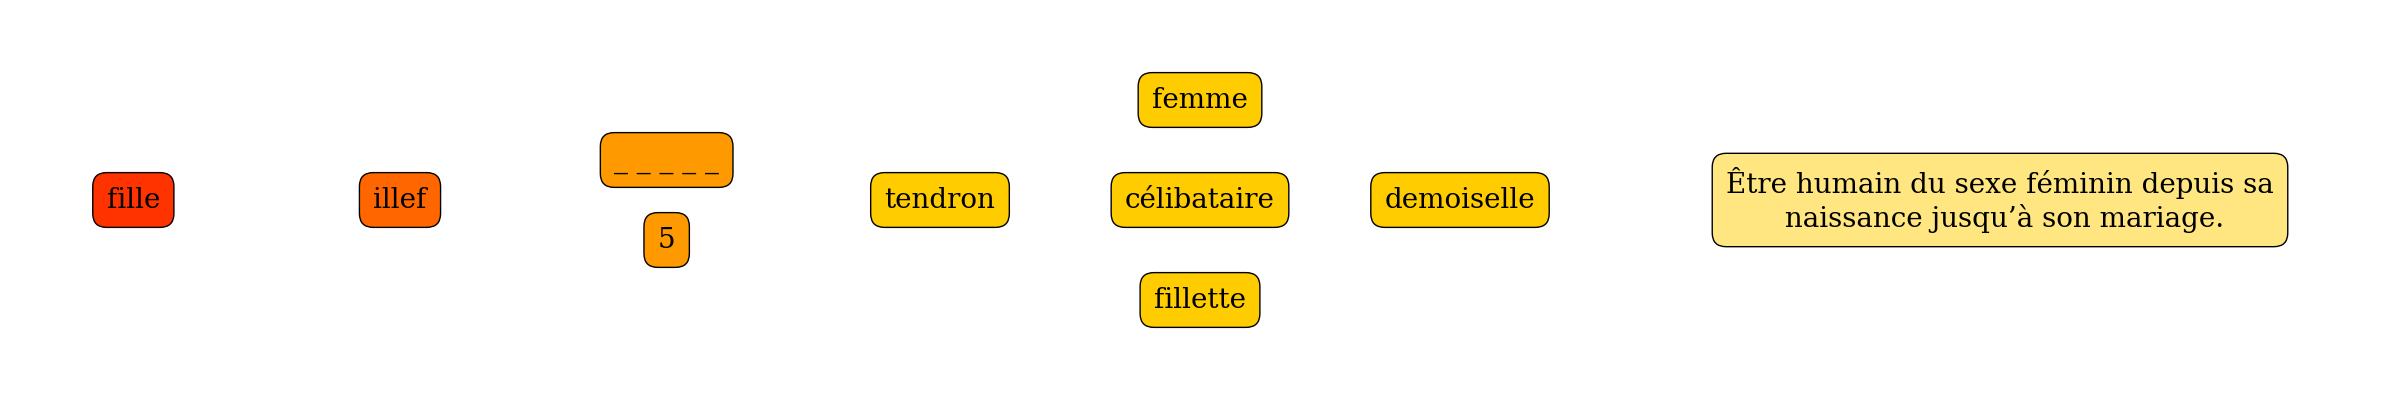 fille
illef
_ _ _ _ _
5
tendron
femme
célibataire
fillette
demoiselle
Être humain du sexe féminin depuis sa
naissance jusqu’à son mariage.